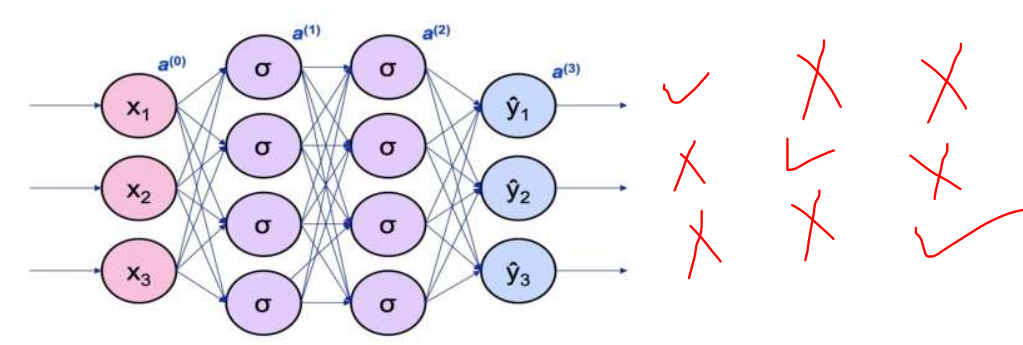 a⁽⁰⁾ a⁽¹⁾ a⁽²⁾ a⁽³⁾
x₁ σ σ ŷ₁ ✓ X X
σ σ
x₂ ŷ₂ X ✓ X
σ σ
x₃ ŷ₃ X X ✓
σ σ